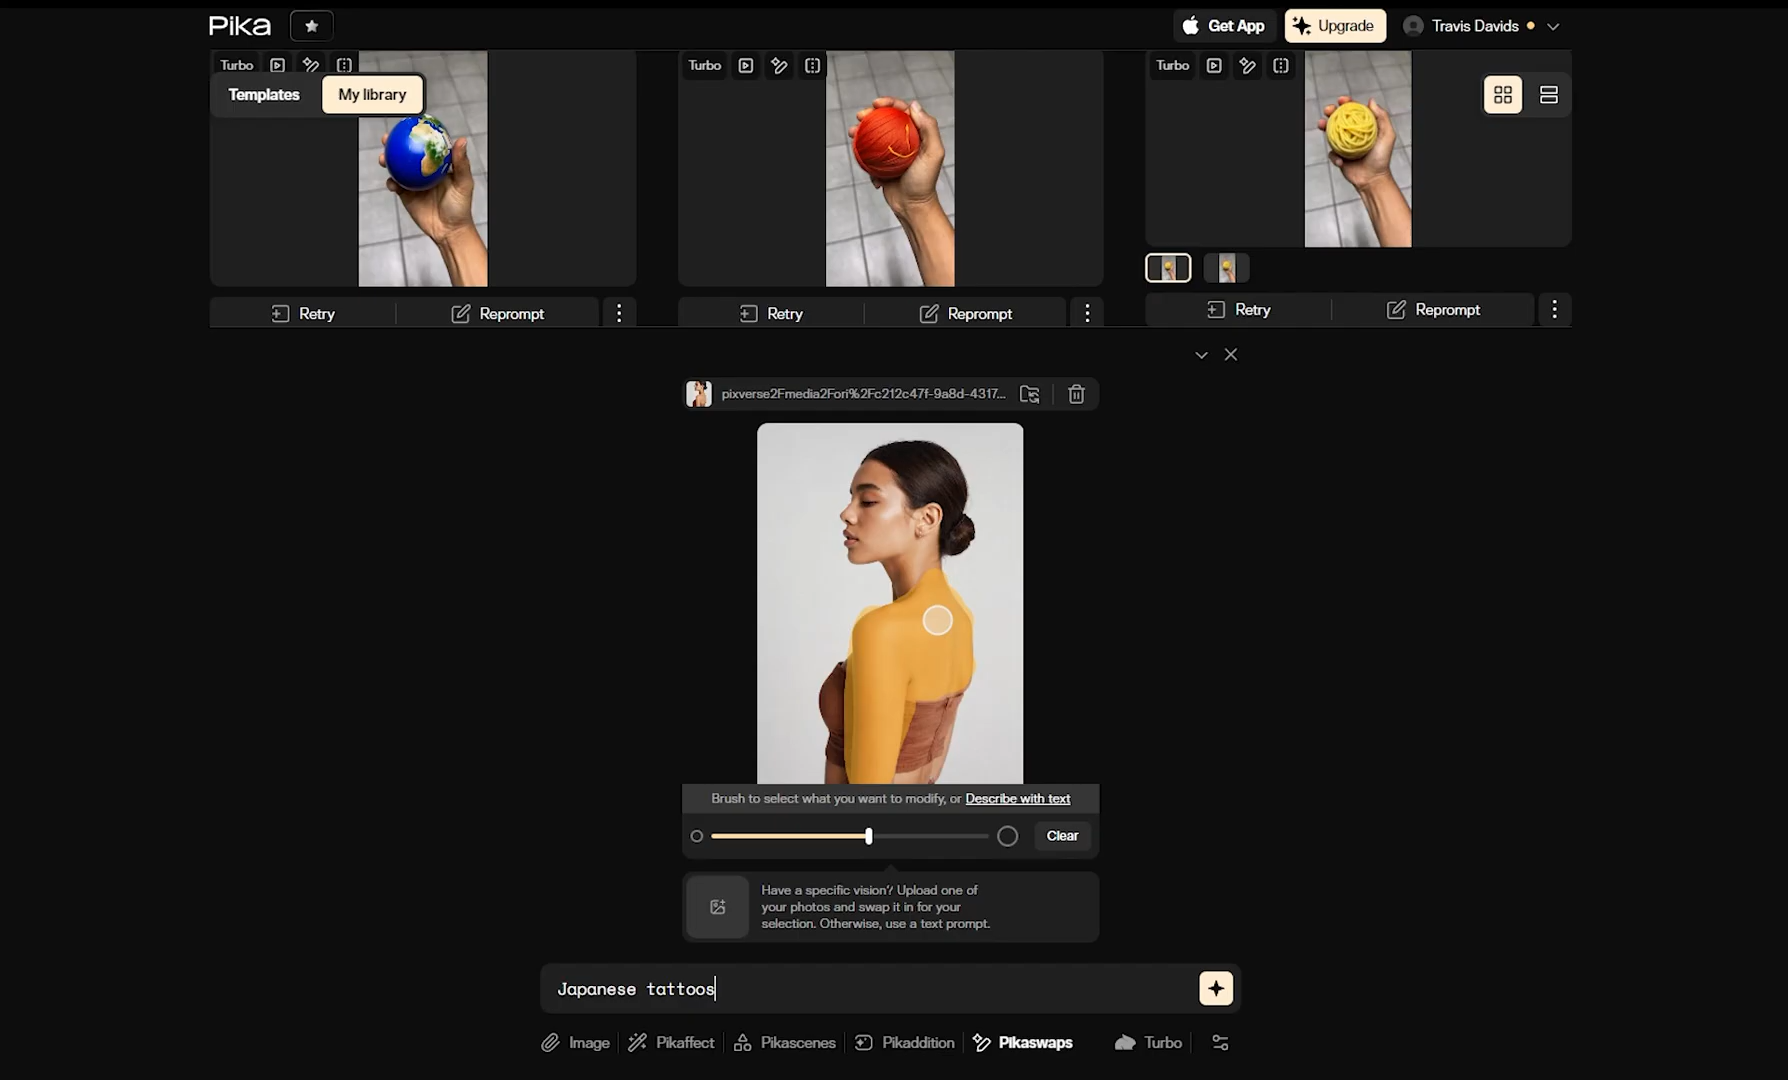 Pika
Get App
Upgrade
Travis Davids
Turbo
Turbo
Turbo
Templates
My library
Retry
Reprompt
Retry
Reprompt
Retry
Reprompt
pixverse2Fmedia2Fori%2Fc212c47f-9a8d-4317...
Brush to select what you want to modify, or Describe with text
Clear
Have a specific vision? Upload one of
your photos and swap it in for your
selection. Otherwise, use a text prompt.
Japanese tattoos
Image
Pikaffect
Pikascenes
Pikaddition
Pikaswaps
Turbo